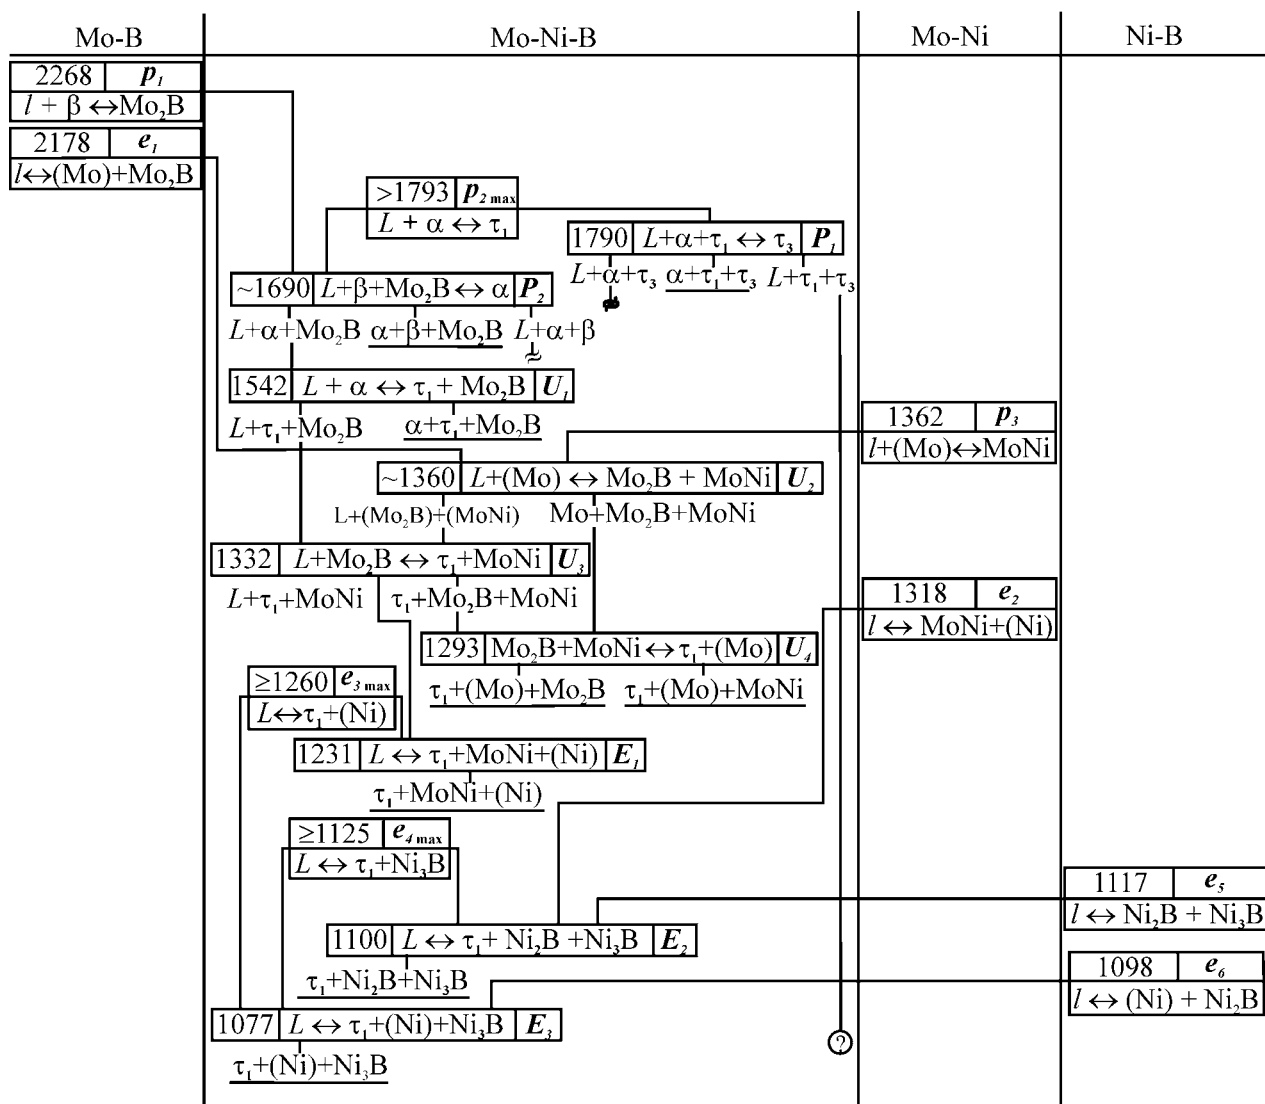 Mo-B Mo-Ni-B Mo-Ni Ni-B
2268 p₁
l + β ↔Mo₂B
2178 e₁
l↔(Mo)+Mo₂B
>1793 p₂ max
L + α ↔ τ₁
1790 L+α+τ₁ ↔ τ₃ P₁
L+α+τ₃ α+τ₁+τ₃ L+τ₁+τ₃
~1690 L+β+Mo₂B↔ α P₂
L+α+Mo₂B α+β+Mo₂B L+α+β
1542 L + α ↔ τ₁+ Mo₂B U₁
L+τ₁+Mo₂B α+τ₁+Mo₂B
1362 p₃
l+(Mo)↔MoNi
~1360 L+(Mo) ↔ Mo₂B + MoNi U₂
L+(Mo₂B)+(MoNi) Mo+Mo₂B+MoNi
1332 L+Mo₂B ↔ τ₁+MoNi U₃
L+τ₁+MoNi τ₁+Mo₂B+MoNi
1318 e₂
l ↔ MoNi+(Ni)
1293 Mo₂B+MoNi↔τ₁+(Mo) U₄
τ₁+(Mo)+Mo₂B τ₁+(Mo)+MoNi
≥1260 e₃ max
L↔τ₁+(Ni)
1231 L ↔ τ₁+MoNi+(Ni) E₁
τ₁+MoNi+(Ni)
≥1125 e₄ max
L ↔ τ₁+Ni₃B
1117 e₅
l ↔ Ni₂B + Ni₃B
1100 L ↔ τ₁+ Ni₂B +Ni₃B E₂
τ₁+Ni₂B+Ni₃B
1098 e₆
l ↔ (Ni) + Ni₂B
1077 L ↔ τ₁+(Ni)+Ni₃B E₃
τ₁+(Ni)+Ni₃B
?